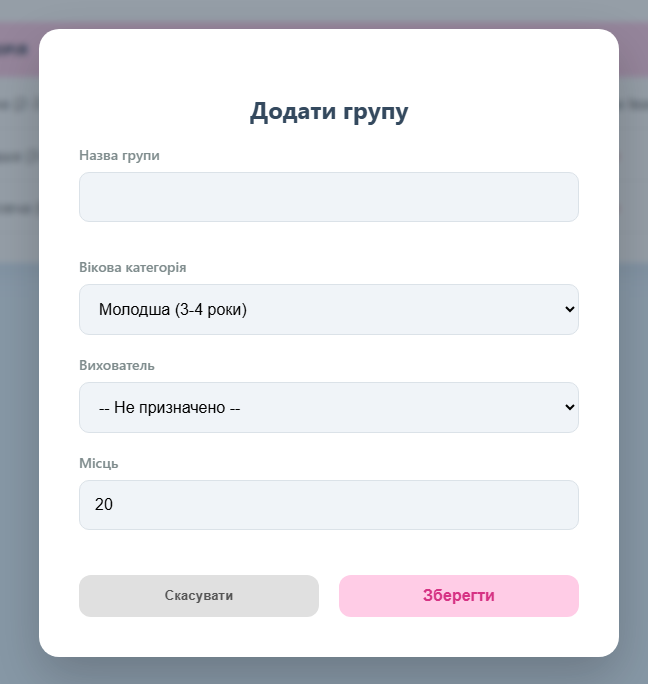 Додати групу
Назва групи
Вікова категорія
Молодша (3-4 роки)
Вихователь
-- Не призначено --
Місць
20
Скасувати
Зберегти